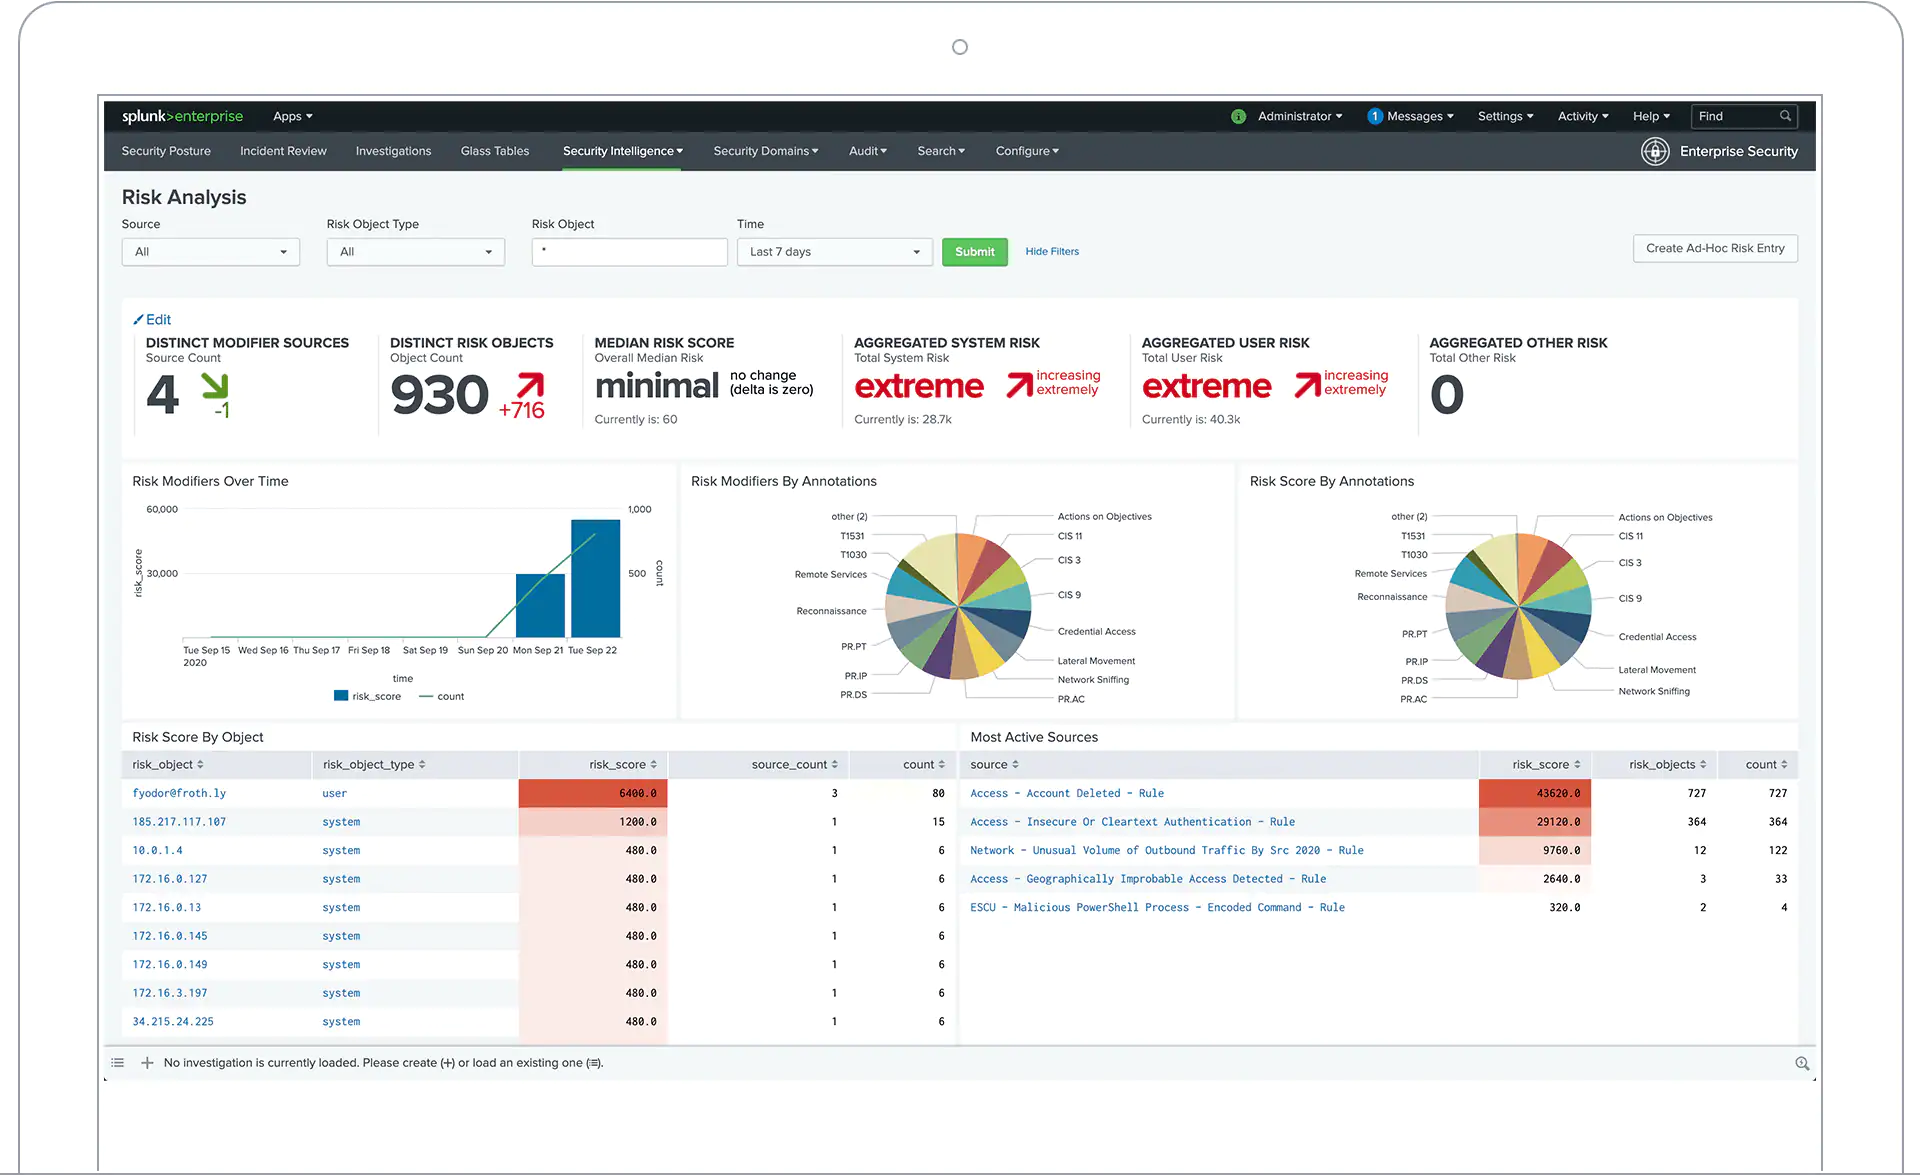 splunk>enterprise Apps Administrator 1 Messages Settings Activity Help Find
Security Posture Incident Review Investigations Glass Tables Security Intelligence Security Domains Audit Search Configure Enterprise Security
Risk Analysis
Source Risk Object Type Risk Object Time
All All * Last 7 days Submit Hide Filters Create Ad-Hoc Risk Entry
Edit
DISTINCT MODIFIER SOURCES
Source Count
4 -1
DISTINCT RISK OBJECTS
Object Count
930 +716
MEDIAN RISK SCORE
Overall Median Risk
minimal no change
(delta is zero)
Currently is: 60
AGGREGATED SYSTEM RISK
Total System Risk
extreme increasing
extremely
Currently is: 28.7k
AGGREGATED USER RISK
Total User Risk
extreme increasing
extremely
Currently is: 40.3k
AGGREGATED OTHER RISK
Total Other Risk
0
Risk Modifiers Over Time
60,000 1,000
30,000 500
risk_score
count
Tue Sep 15 Wed Sep 16 Thu Sep 17 Fri Sep 18 Sat Sep 19 Sun Sep 20 Mon Sep 21 Tue Sep 22
2020
time
risk_score count
Risk Modifiers By Annotations
other (2) Actions on Objectives
T1531 CIS 11
T1030 CIS 3
Remote Services
CIS 9
Reconnaissance
Credential Access
PR.PT
Lateral Movement
PR.IP Network Sniffing
PR.DS PR.AC
Risk Score By Annotations
other (2) Actions on Objectives
T1531 CIS 11
T1030 CIS 3
Remote Services
Reconnaissance CIS 9
PR.PT Credential Access
PR.IP Lateral Movement
PR.DS Network Sniffing
PR.AC
Risk Score By Object
risk_object risk_object_type risk_score source_count count
fyodor@froth.ly user 6400.0 3 80
185.217.117.107 system 1200.0 1 15
10.0.1.4 system 480.0 1 6
172.16.0.127 system 480.0 1 6
172.16.0.13 system 480.0 1 6
172.16.0.145 system 480.0 1 6
172.16.0.149 system 480.0 1 6
172.16.3.197 system 480.0 1 6
34.215.24.225 system 480.0 1 6
Most Active Sources
source risk_score risk_objects count
Access - Account Deleted - Rule 43620.0 727 727
Access - Insecure Or Cleartext Authentication - Rule 29120.0 364 364
Network - Unusual Volume of Outbound Traffic By Src 2020 - Rule 9760.0 12 122
Access - Geographically Improbable Access Detected - Rule 2640.0 3 33
ESCU - Malicious PowerShell Process - Encoded Command - Rule 320.0 2 4
No investigation is currently loaded. Please create (+) or load an existing one (≡).